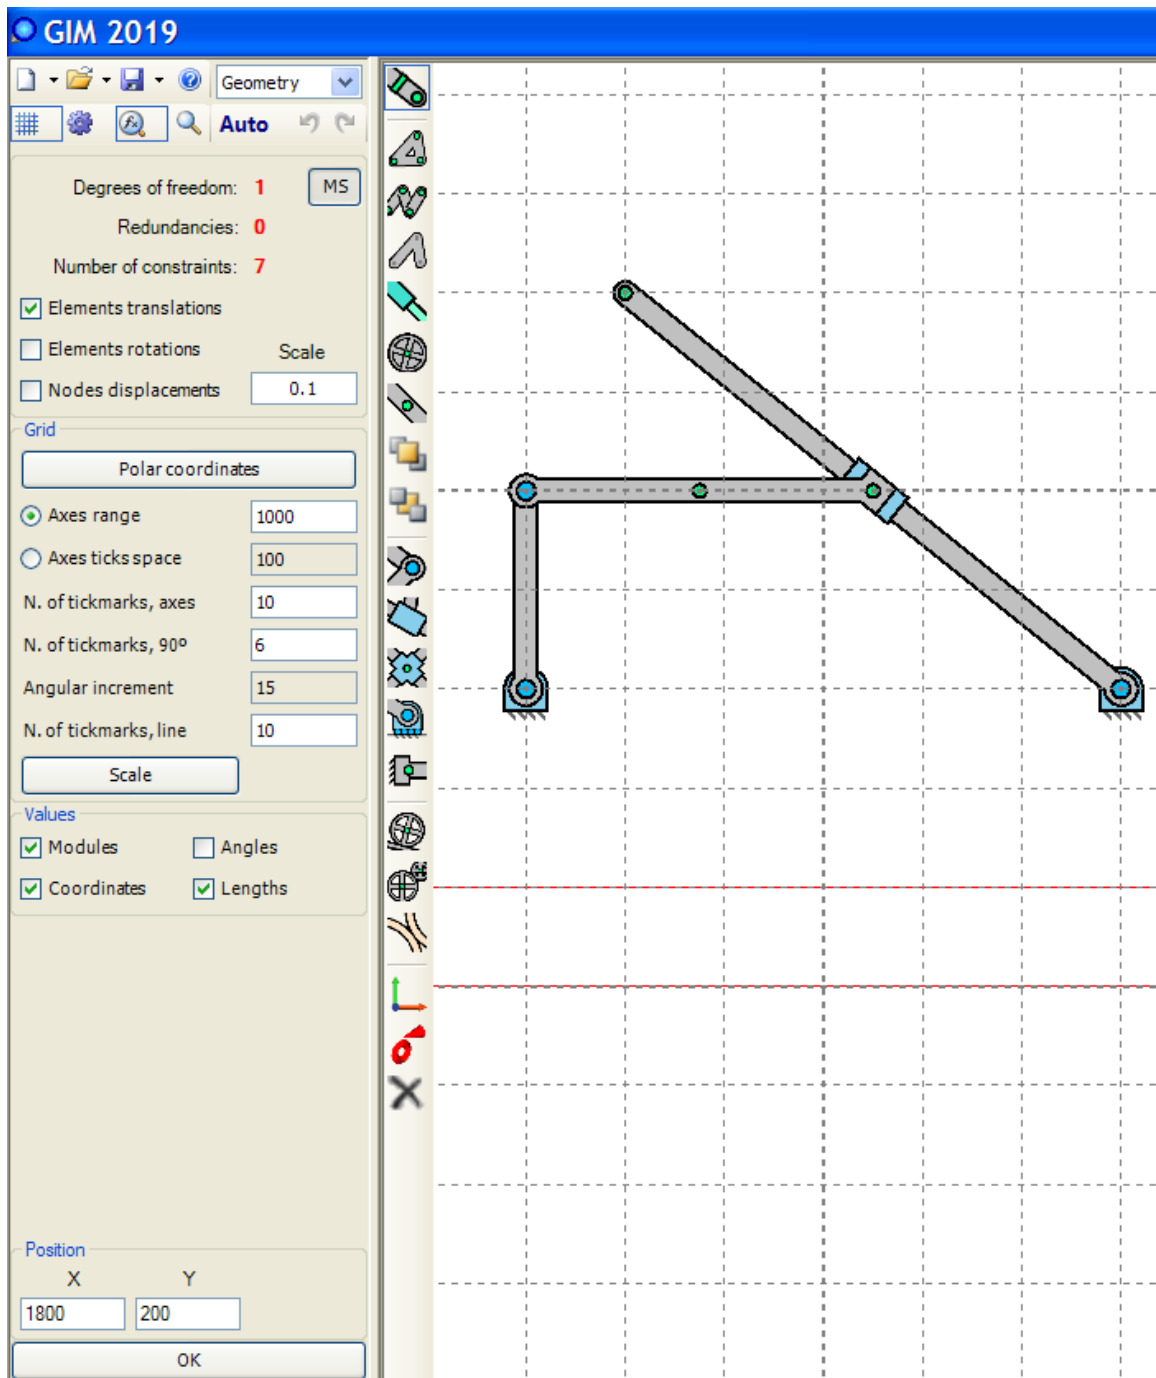 GIM 2019
Geometry
Auto
Degrees of freedom: 1 MS
Redundancies: 0
Number of constraints: 7
Elements translations
Elements rotations Scale
Nodes displacements 0.1
Grid
Polar coordinates
Axes range 1000
Axes ticks space 100
N. of tickmarks, axes 10
N. of tickmarks, 90º 6
Angular increment 15
N. of tickmarks, line 10
Scale
Values
Modules Angles
Coordinates Lengths
Position
X Y
1800 200
OK